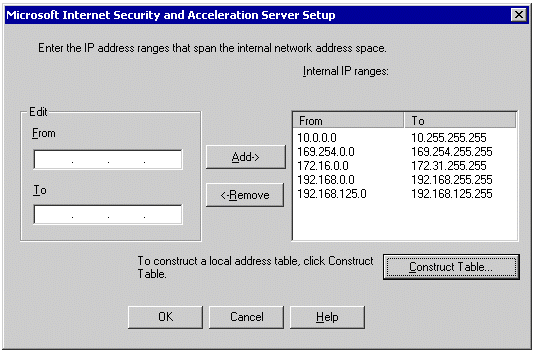 Microsoft Internet Security and Acceleration Server Setup
Enter the IP address ranges that span the internal network address space.
Internal IP ranges:
Edit
From
. . .
To
. . .
Add->
<-Remove
From To
10.0.0.0 10.255.255.255
169.254.0.0 169.254.255.255
172.16.0.0 172.31.255.255
192.168.0.0 192.168.255.255
192.168.125.0 192.168.125.255
To construct a local address table, click Construct
Table.
Construct Table...
OK Cancel Help